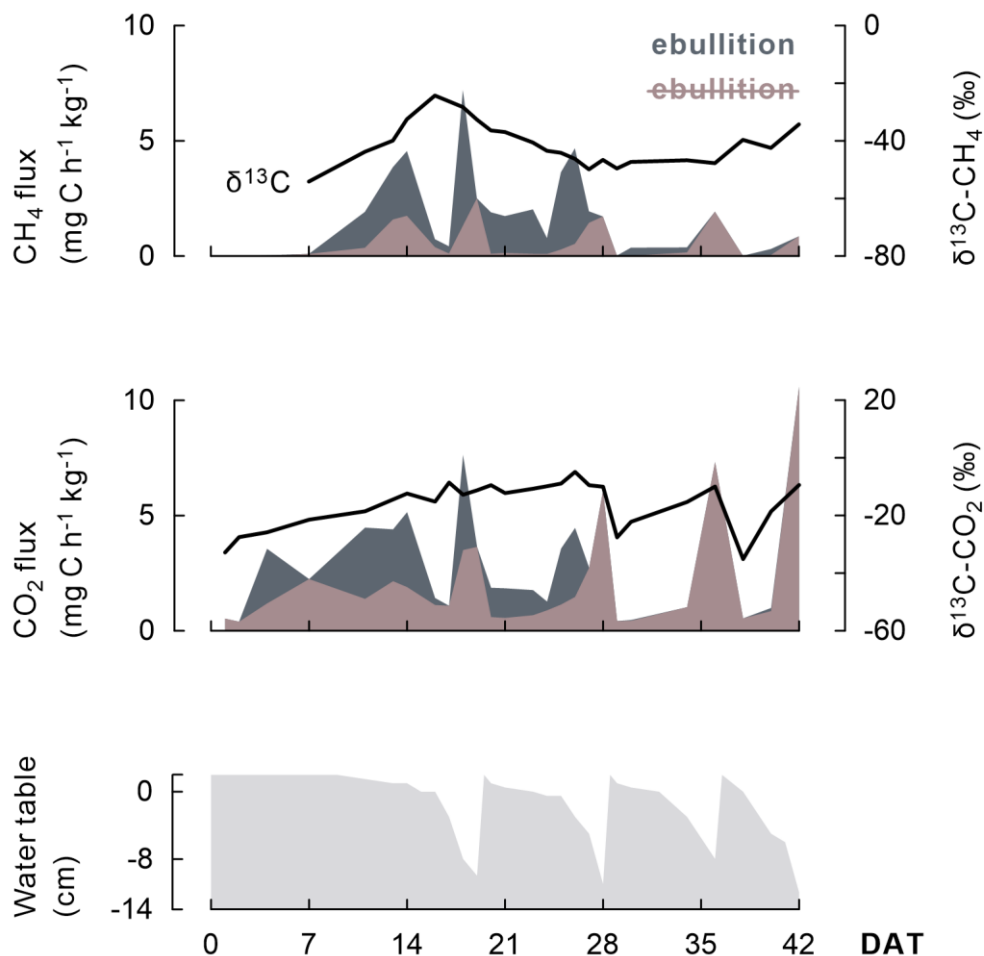 10
5
0
CH₄ flux
(mg C h⁻¹ kg⁻¹)
ebullition
ebullition
δ¹³C
0
-40
-80
δ¹³C-CH₄ (‰)
10
5
0
CO₂ flux
(mg C h⁻¹ kg⁻¹)
20
-20
-60
δ¹³C-CO₂ (‰)
Water table
(cm)
0
-8
-14
0 7 14 21 28 35 42 DAT